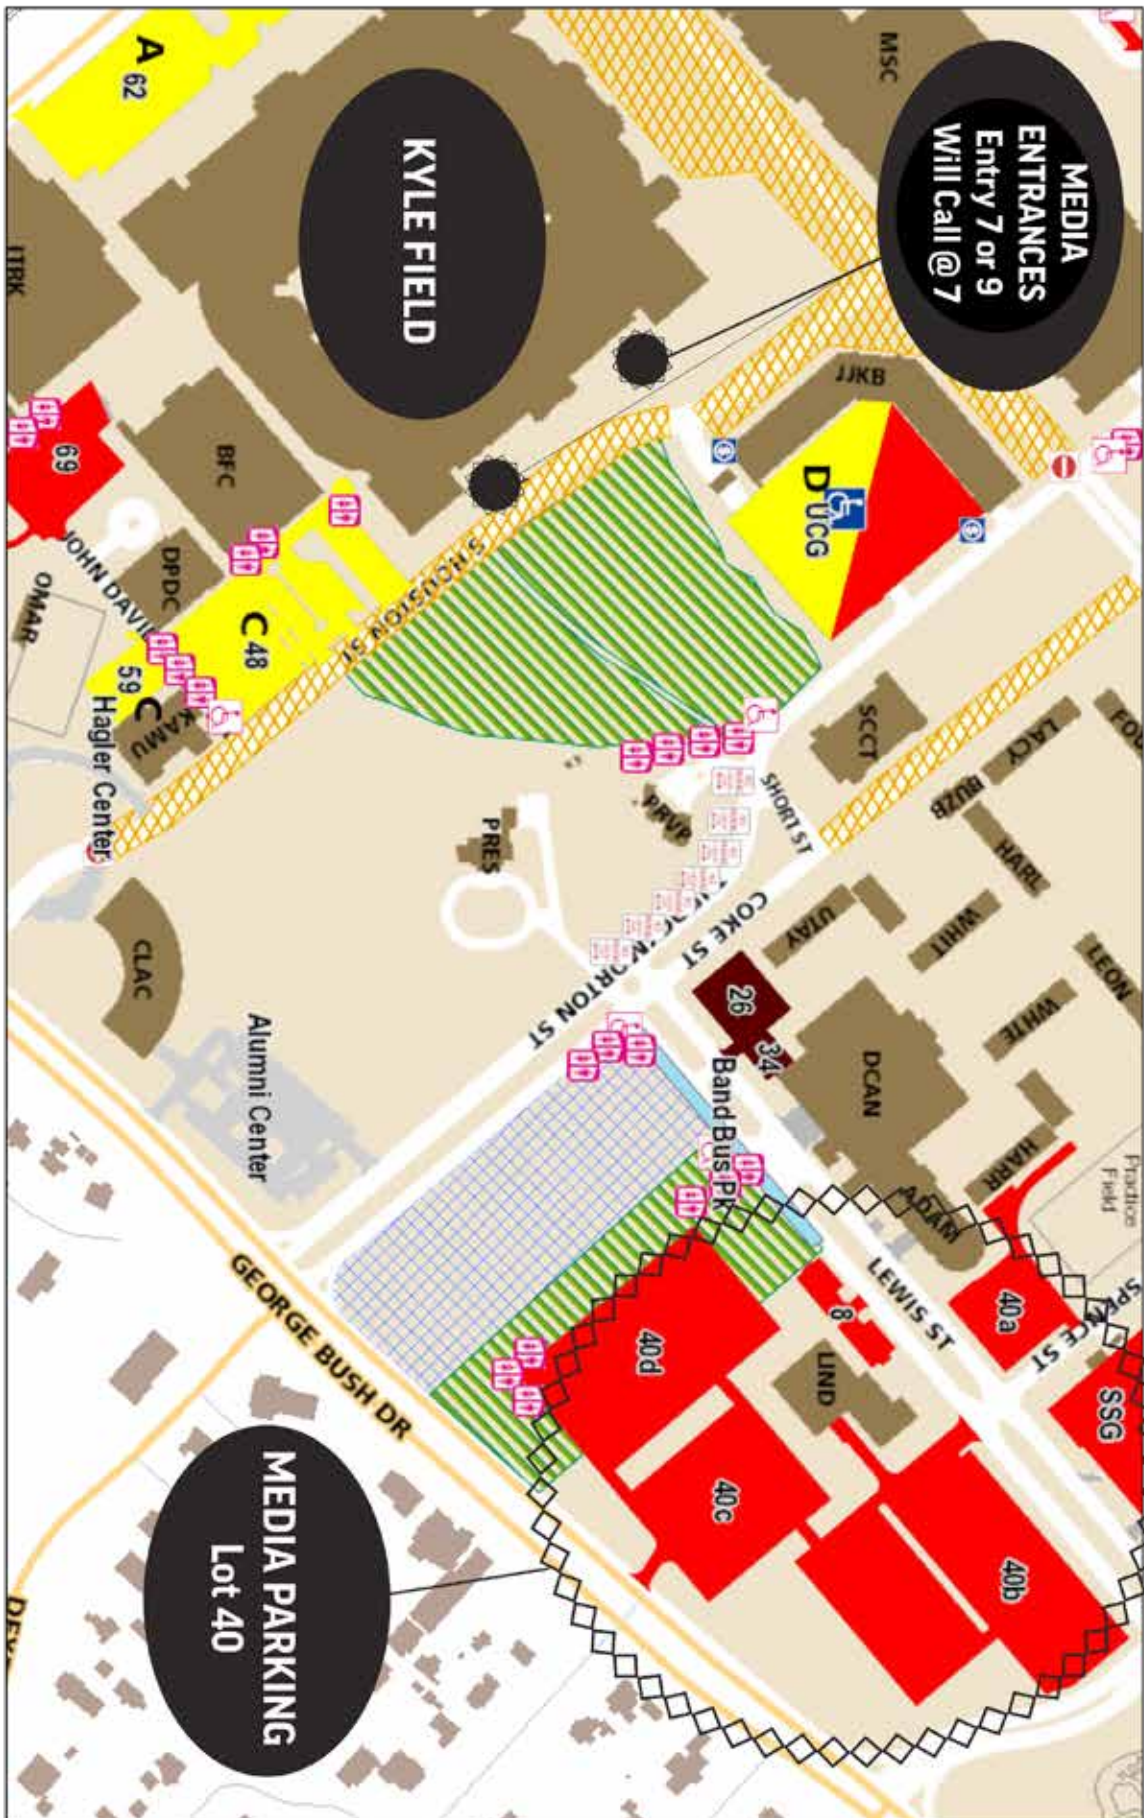 MEDIA
ENTRANCES
Entry 7 or 9
Will Call @ 7
MSC
KYLE FIELD
A 62
JJKB
D UCG
69
BFC
DPDC
OMAR
C 48
59 C
KAMU
Hagler Center
S HOUSTON ST
SCCT
LACY
BUZB
HARL
WHIT
UTAY
LEON
WHTE
SHORT ST
PRVP
PRES
COKE ST
CLAC
Alumni Center
26
34
DCAN
Band Bus Pk
HARR
ADAM
Practice
Field
LEWIS ST
SPENCE ST
40a
SSG
8
LIND
40d
40c
40b
GEORGE BUSH DR
MEDIA PARKING
Lot 40